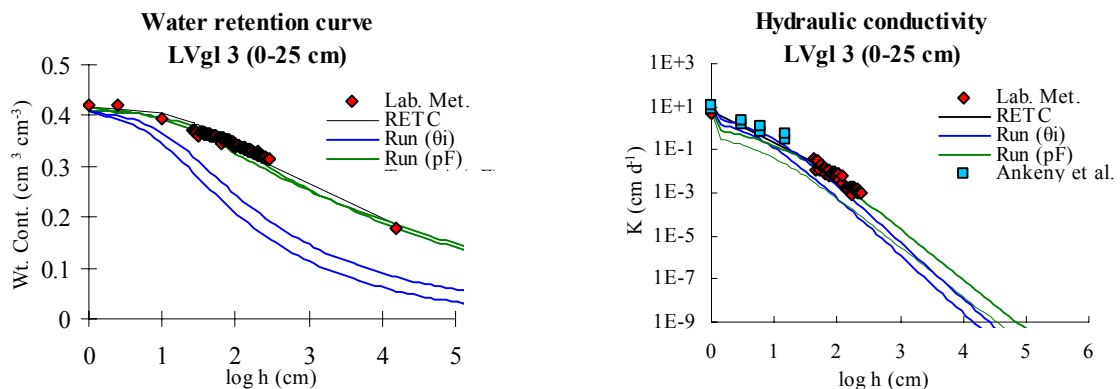 Water retention curve
LVgl 3 (0-25 cm)
0.5
0.4
0.3
0.2
0.1
0
Wt. Cont. (cm³ cm⁻³)
0 1 2 3 4 5
log h (cm)
Lab. Met.
RETC
Run (θi)
Run (pF)
Hydraulic conductivity
LVgl 3 (0-25 cm)
1E+3
1E+1
1E-1
1E-3
1E-5
1E-7
1E-9
K (cm d⁻¹)
0 1 2 3 4 5 6
log h (cm)
Lab. Met.
RETC
Run (θi)
Run (pF)
Ankeny et al.